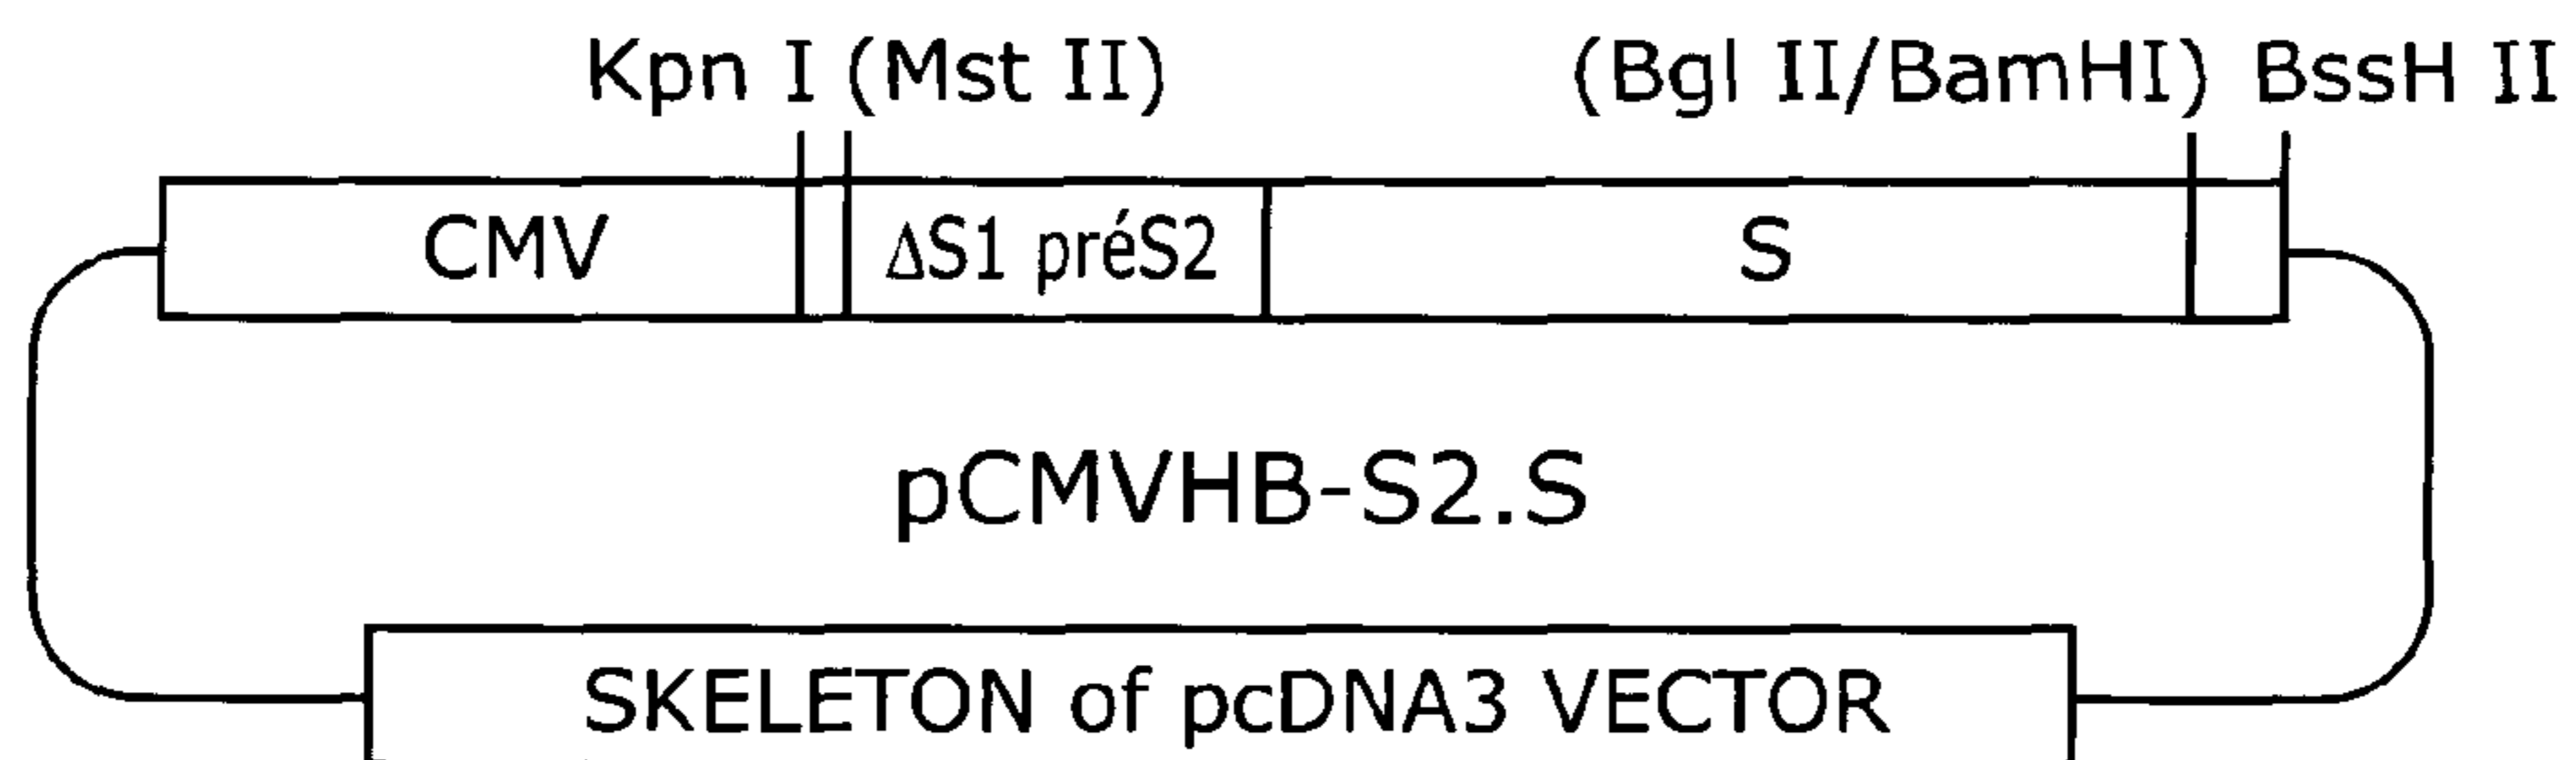 Kpn I (Mst II) (Bgl II/BamHI) BssH II
CMV ΔS1 préS2 S
pCMVHB-S2.S
SKELETON of pcDNA3 VECTOR